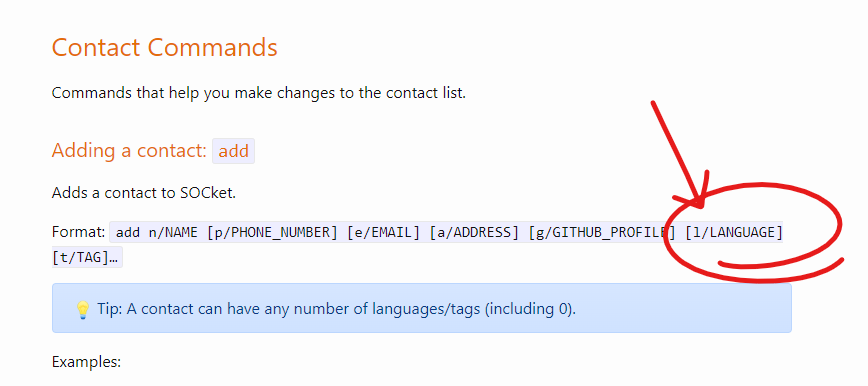 Contact Commands
Commands that help you make changes to the contact list.
Adding a contact: add
Adds a contact to SOCket.
Format: add n/NAME [p/PHONE_NUMBER] [e/EMAIL] [a/ADDRESS] [g/GITHUB_PROFILE] [l/LANGUAGE]
[t/TAG]…
Tip: A contact can have any number of languages/tags (including 0).
Examples: